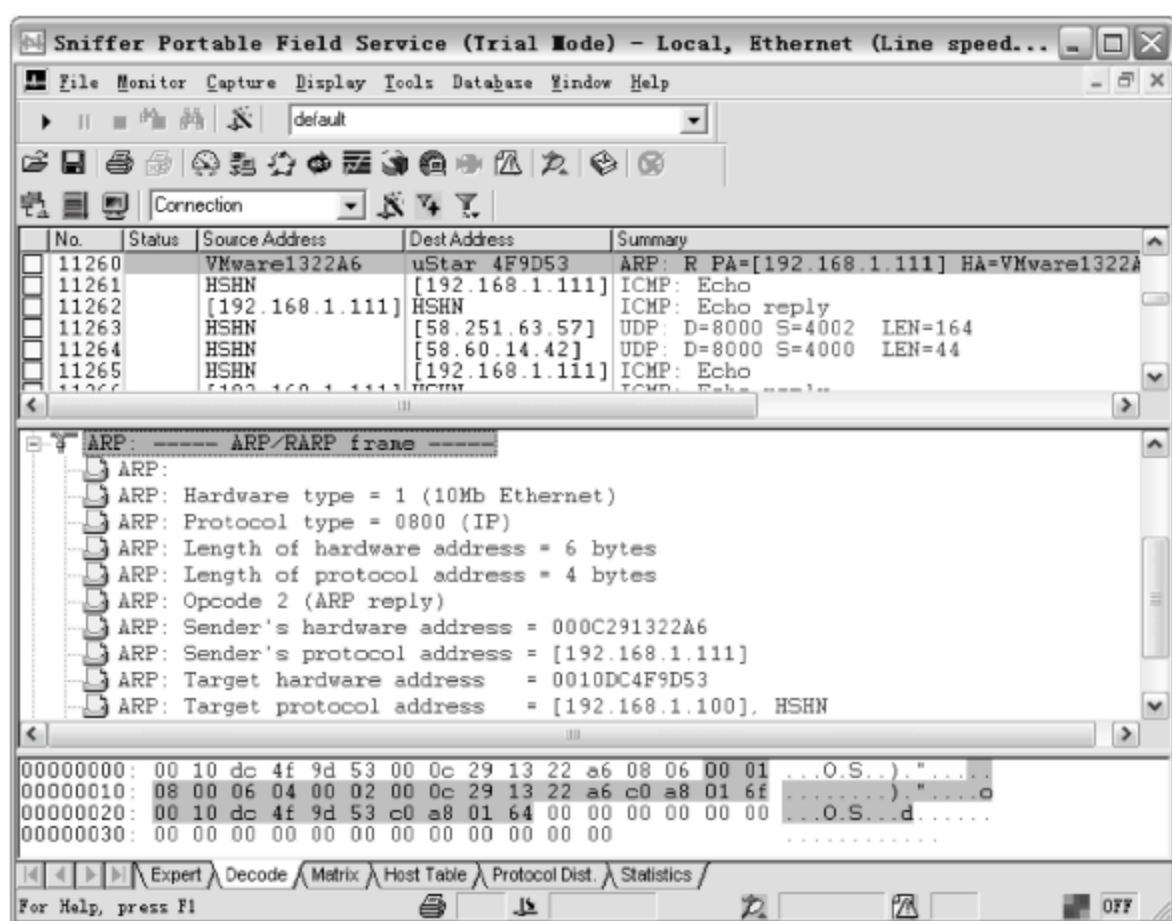 Sniffer Portable Field Service (Trial Mode) - Local, Ethernet (Line speed...
File Monitor Capture Display Tools Database Window Help
default
Connection
No. Status Source Address Dest Address Summary
11260 VMware1322A6 uStar 4F9D53 ARP: R PA=[192.168.1.111] HA=VMware1322A
11261 HSHN [192.168.1.111] ICMP: Echo
11262 [192.168.1.111] HSHN ICMP: Echo reply
11263 HSHN [58.251.63.57] UDP: D=8000 S=4002 LEN=164
11264 HSHN [58.60.14.42] UDP: D=8000 S=4000 LEN=44
11265 HSHN [192.168.1.111] ICMP: Echo
ARP: ----- ARP/RARP frame -----
ARP:
ARP: Hardware type = 1 (10Mb Ethernet)
ARP: Protocol type = 0800 (IP)
ARP: Length of hardware address = 6 bytes
ARP: Length of protocol address = 4 bytes
ARP: Opcode 2 (ARP reply)
ARP: Sender's hardware address = 000C291322A6
ARP: Sender's protocol address = [192.168.1.111]
ARP: Target hardware address = 0010DC4F9D53
ARP: Target protocol address = [192.168.1.100], HSHN
00000000: 00 10 dc 4f 9d 53 00 0c 29 13 22 a6 08 06 00 01 ...O.S..).".....
00000010: 08 00 06 04 00 02 00 0c 29 13 22 a6 c0 a8 01 6f ........)."....o
00000020: 00 10 dc 4f 9d 53 c0 a8 01 64 00 00 00 00 00 00 ...O.S...d......
00000030: 00 00 00 00 00 00 00 00 00 00 00 00 ............
Expert Decode Matrix Host Table Protocol Dist. Statistics
For Help, press F1 OFF